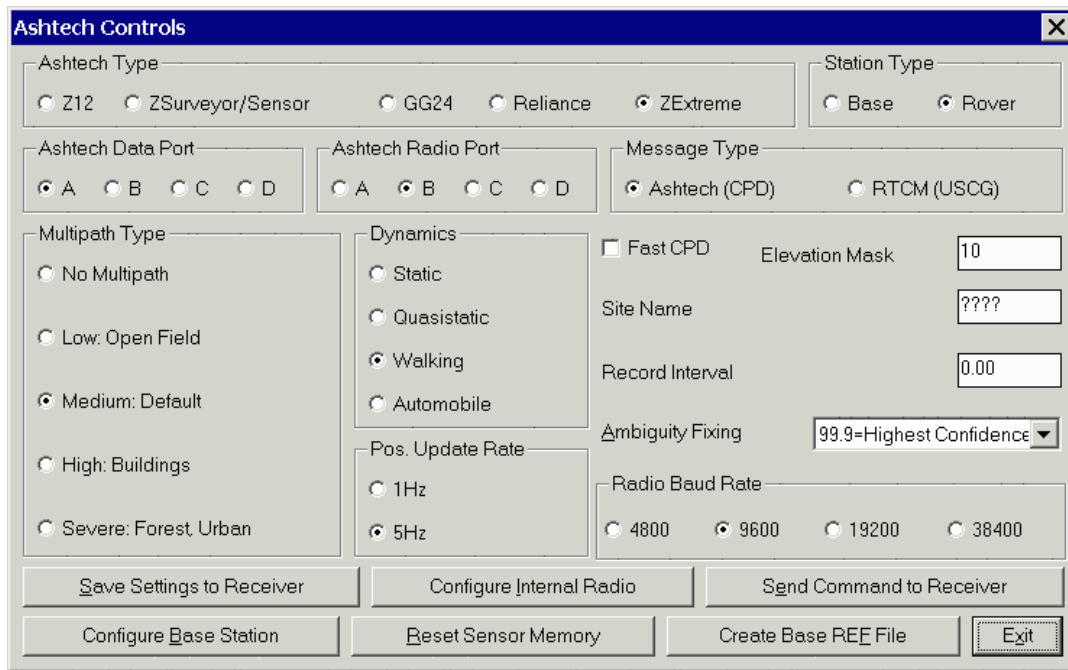 Ashtech Controls
Ashtech Type
Z12 ZSurveyor/Sensor GG24 Reliance ZExtreme
Station Type
Base Rover
Ashtech Data Port
A B C D
Ashtech Radio Port
A B C D
Message Type
Ashtech (CPD) RTCM (USCG)
Multipath Type
No Multipath
Low: Open Field
Medium: Default
High: Buildings
Severe: Forest, Urban
Dynamics
Static
Quasistatic
Walking
Automobile
Pos. Update Rate
1Hz
5Hz
Fast CPD
Elevation Mask 10
Site Name ????
Record Interval 0.00
Ambiguity Fixing 99.9=Highest Confidence
Radio Baud Rate
4800 9600 19200 38400
Save Settings to Receiver Configure Internal Radio Send Command to Receiver
Configure Base Station Reset Sensor Memory Create Base REF File Exit